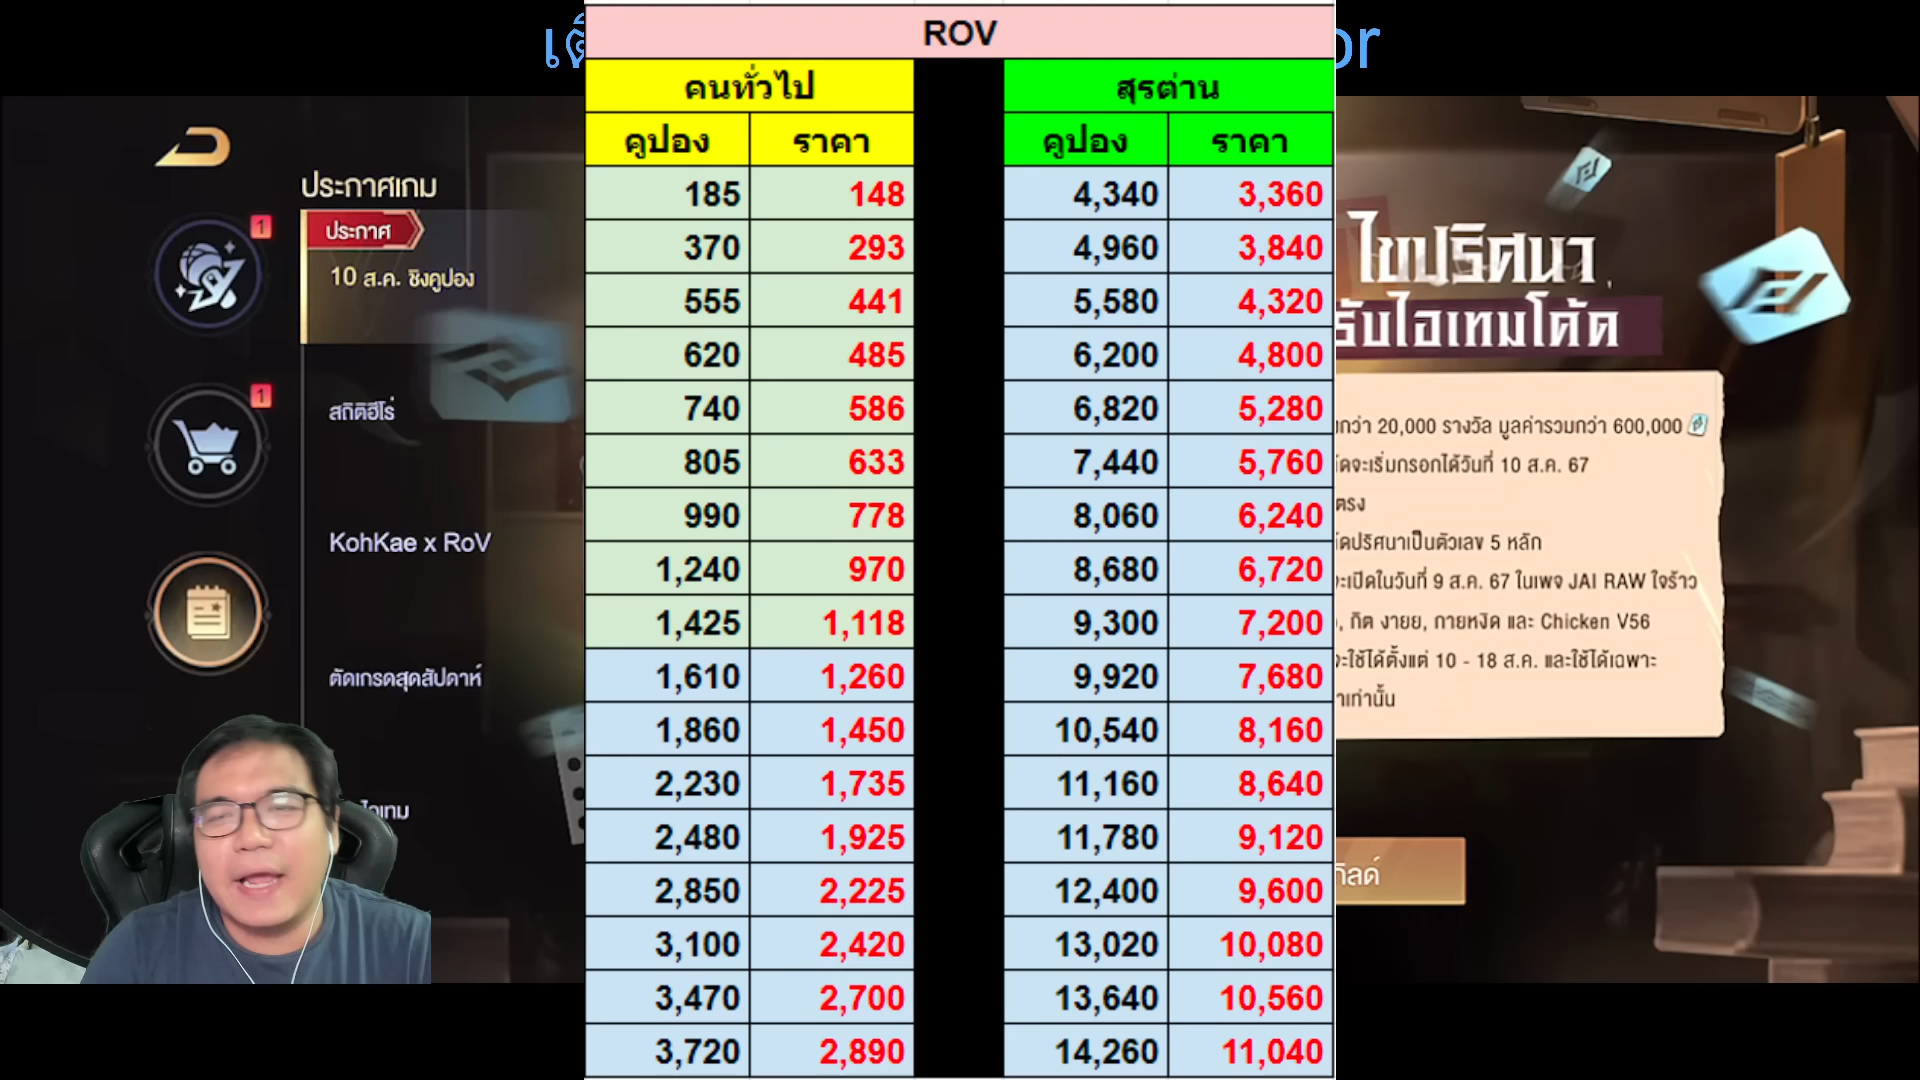 ROV
คนทั่วไป
คูปอง ราคา
185 148
370 293
555 441
620 485
740 586
805 633
990 778
1,240 970
1,425 1,118
1,610 1,260
1,860 1,450
2,230 1,735
2,480 1,925
2,850 2,225
3,100 2,420
3,470 2,700
3,720 2,890
สุรต่าน
คูปอง ราคา
4,340 3,360
4,960 3,840
5,580 4,320
6,200 4,800
6,820 5,280
7,440 5,760
8,060 6,240
8,680 6,720
9,300 7,200
9,920 7,680
10,540 8,160
11,160 8,640
11,780 9,120
12,400 9,600
13,020 10,080
13,640 10,560
14,260 11,040
1
1
ประกาศเกม
ประกาศ
10 ส.ค. ชิงคูปอง
สถิติฮีโร่
KohKae x RoV
ตัดเกรดสุดสัปดาห์
ไอเทม
ไขปริศนา
รับไอเทมโค้ด
กว่า 20,000 รางวัล มูลค่ารวมกว่า 600,000
จะเริ่มกรอกได้วันที่ 10 ส.ค. 67
ตรง
ปริศนาเป็นตัวเลข 5 หลัก
จะเปิดในวันที่ 9 ส.ค. 67 ในเพจ JAI RAW ใจร้าว
, กิต งายย, กายหงิด และ Chicken V56
จะใช้ได้ตั้งแต่ 10 - 18 ส.ค. และใช้ได้เฉพาะ
เท่านั้น
กิลด์